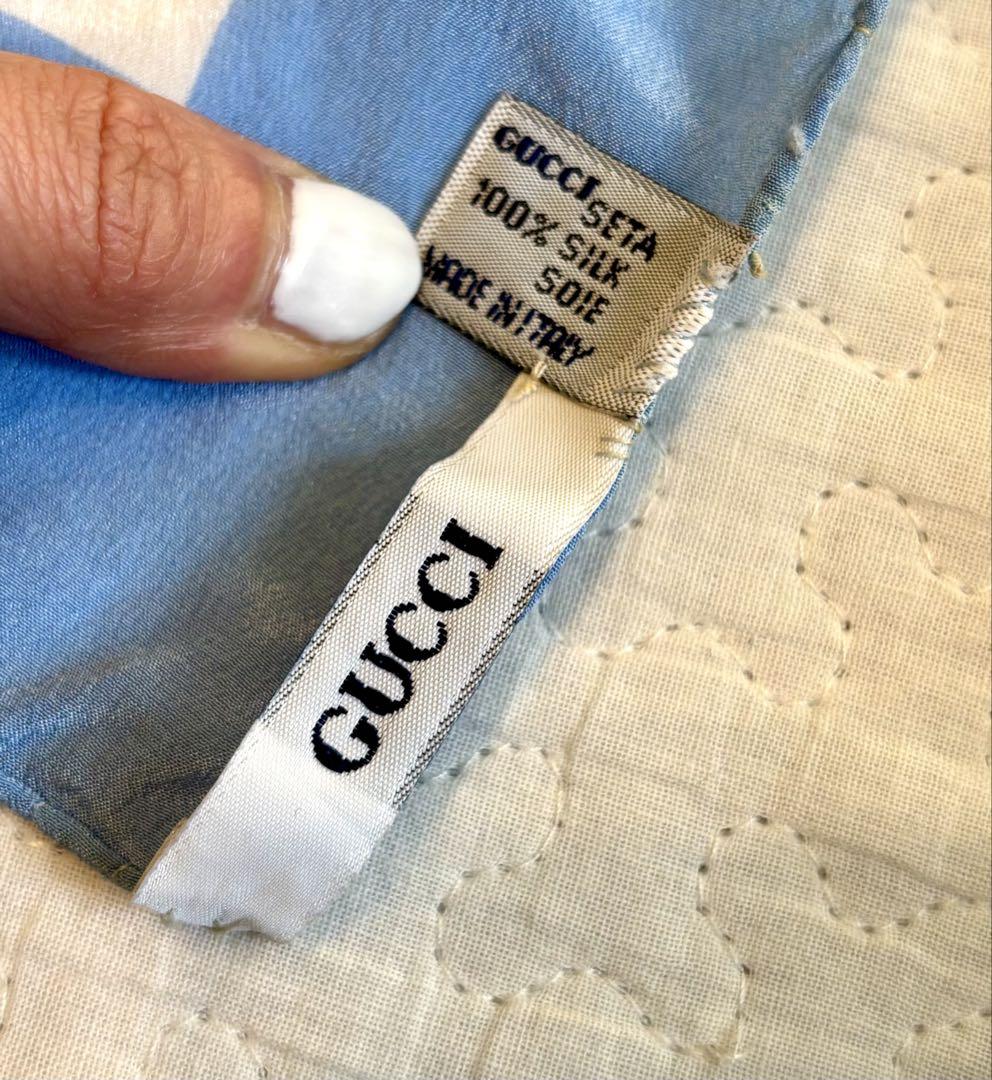 GUCCI
SETA
100% SILK
SOIE
MADE IN ITALY
GUCCI